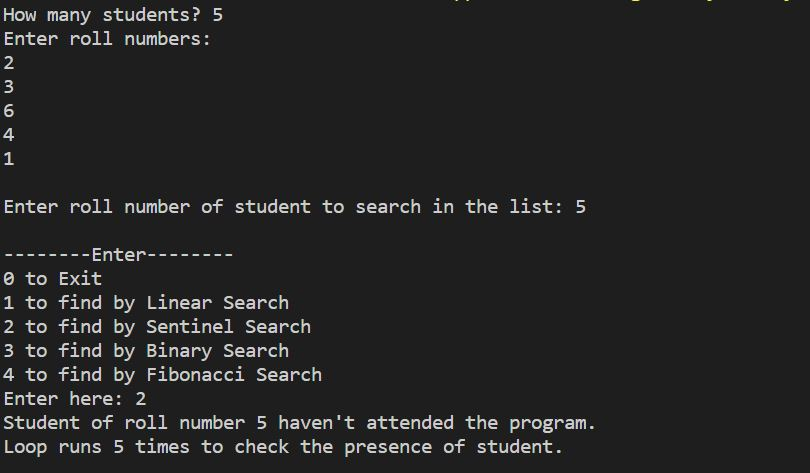 How many students? 5
Enter roll numbers:
2
3
6
4
1
Enter roll number of student to search in the list: 5
--------Enter--------
0 to Exit
1 to find by Linear Search
2 to find by Sentinel Search
3 to find by Binary Search
4 to find by Fibonacci Search
Enter here: 2
Student of roll number 5 haven't attended the program.
Loop runs 5 times to check the presence of student.